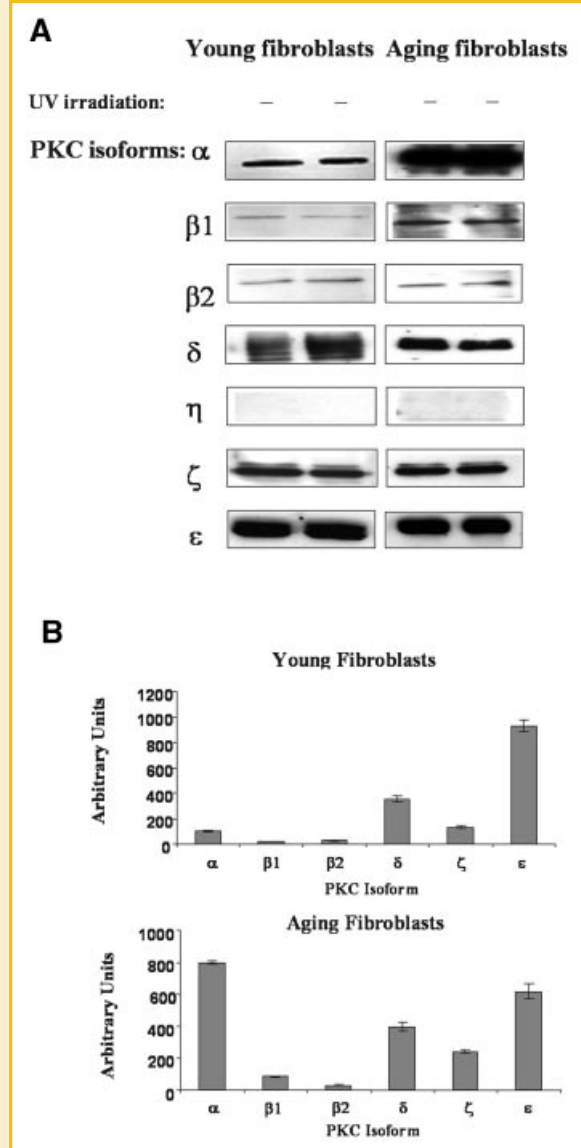 A
Young fibroblasts Aging fibroblasts
UV irradiation: – – – –
PKC isoforms: α
β1
β2
δ
η
ζ
ε
B
Young Fibroblasts
Arbitrary Units
1200
1000
800
600
400
200
0
α β1 β2 δ ζ ε
PKC Isoform
Aging Fibroblasts
Arbitrary Units
1000
800
600
400
200
0
α β1 β2 δ ζ ε
PKC Isoform